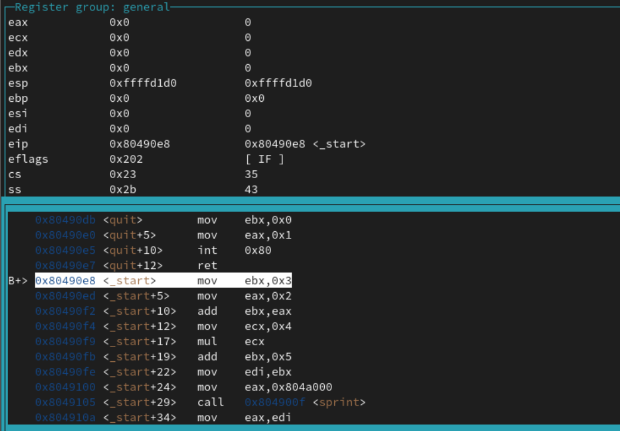 Register group: general
eax 0x0 0
ecx 0x0 0
edx 0x0 0
ebx 0x0 0
esp 0xffffd1d0 0xffffd1d0
ebp 0x0 0x0
esi 0x0 0
edi 0x0 0
eip 0x80490e8 0x80490e8 <_start>
eflags 0x202 [ IF ]
cs 0x23 35
ss 0x2b 43
0x80490db <quit> mov ebx,0x0
0x80490e0 <quit+5> mov eax,0x1
0x80490e5 <quit+10> int 0x80
0x80490e7 <quit+12> ret
B+> 0x80490e8 <_start> mov ebx,0x3
0x80490ed <_start+5> mov eax,0x2
0x80490f2 <_start+10> add ebx,eax
0x80490f4 <_start+12> mov ecx,0x4
0x80490f9 <_start+17> mul ecx
0x80490fb <_start+19> add ebx,0x5
0x80490fe <_start+22> mov edi,ebx
0x8049100 <_start+24> mov eax,0x804a000
0x8049105 <_start+29> call 0x804900f <sprint>
0x804910a <_start+34> mov eax,edi